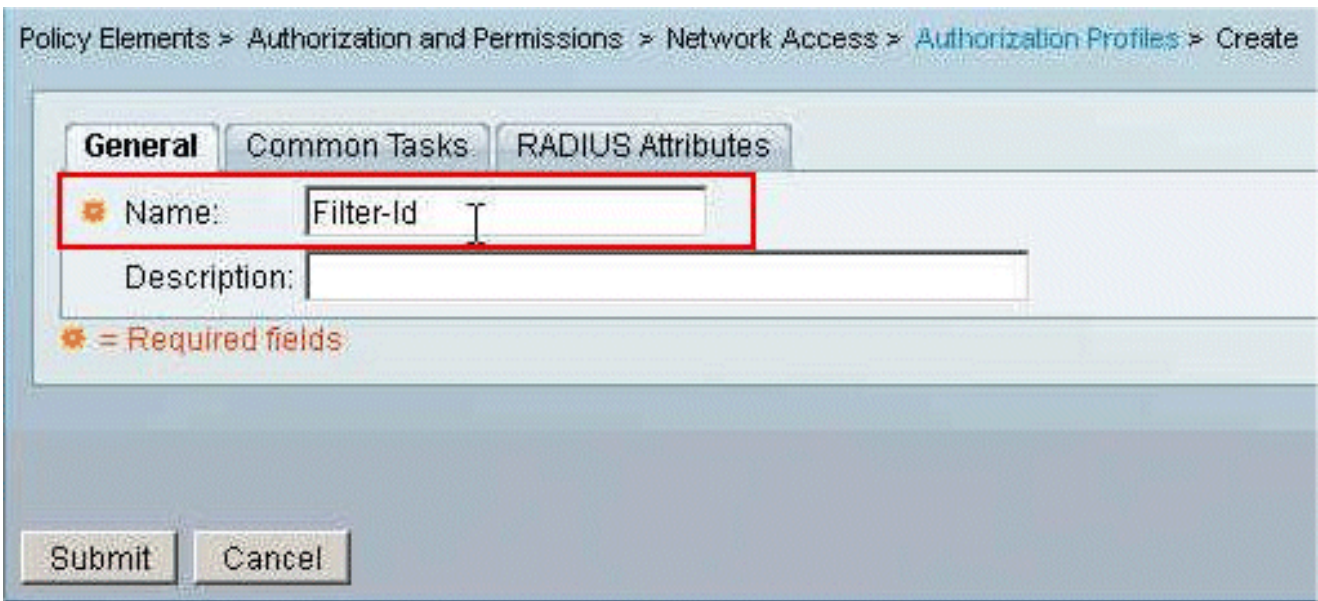 Policy Elements > Authorization and Permissions > Network Access > Authorization Profiles > Create
General Common Tasks RADIUS Attributes
Name: Filter-Id
Description:
= Required fields
Submit Cancel